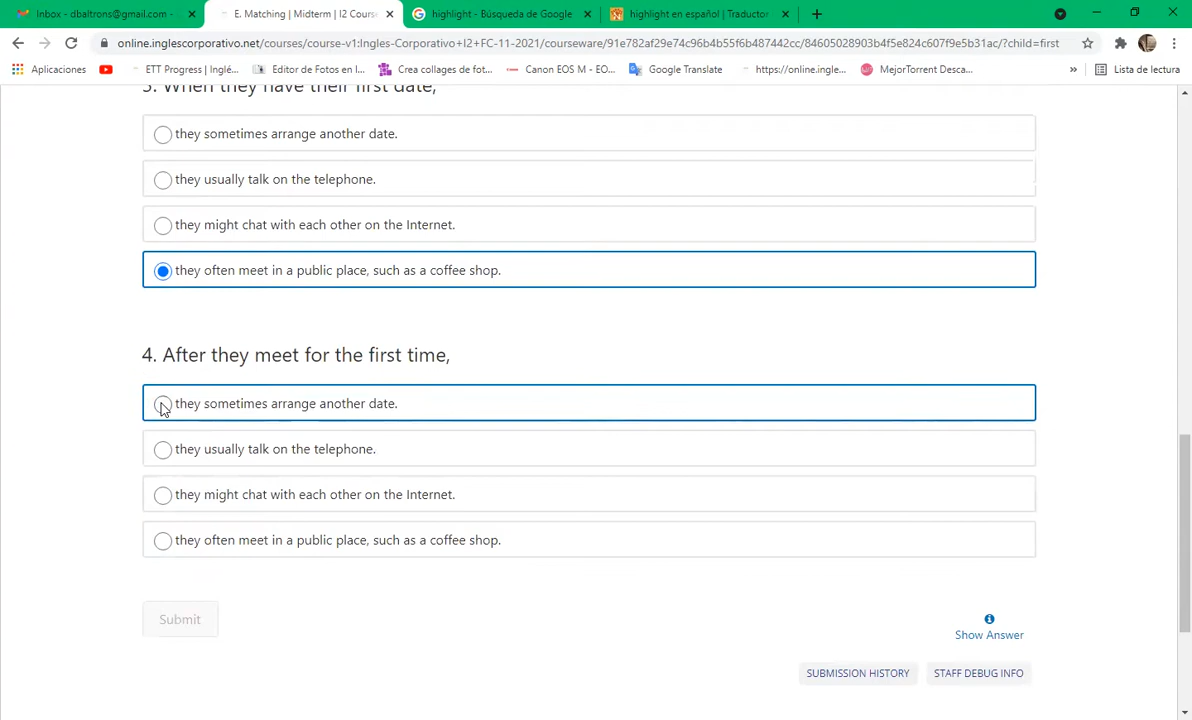 Inbox - dbaltrons@gmail.com -
E. Matching | Midterm | I2 Cours
highlight - Búsqueda de Google
highlight en español | Traductor
online.inglescorporativo.net/courses/course-v1:Ingles-Corporativo+I2+FC-11-2021/courseware/91e782af29e74c96b4b55f6b487442cc/84605028903b4f5e824c607f9e5b31ac/?child=first
Aplicaciones
ETT Progress | Inglé...
Editor de Fotos en l...
Crea collages de fot...
Canon EOS M - EO...
Google Translate
https://online.ingle...
MejorTorrent Desca...
»
Lista de lectura
3. When they have their first date,
they sometimes arrange another date.
they usually talk on the telephone.
they might chat with each other on the Internet.
they often meet in a public place, such as a coffee shop.
4. After they meet for the first time,
they sometimes arrange another date.
they usually talk on the telephone.
they might chat with each other on the Internet.
they often meet in a public place, such as a coffee shop.
Submit
Show Answer
SUBMISSION HISTORY
STAFF DEBUG INFO